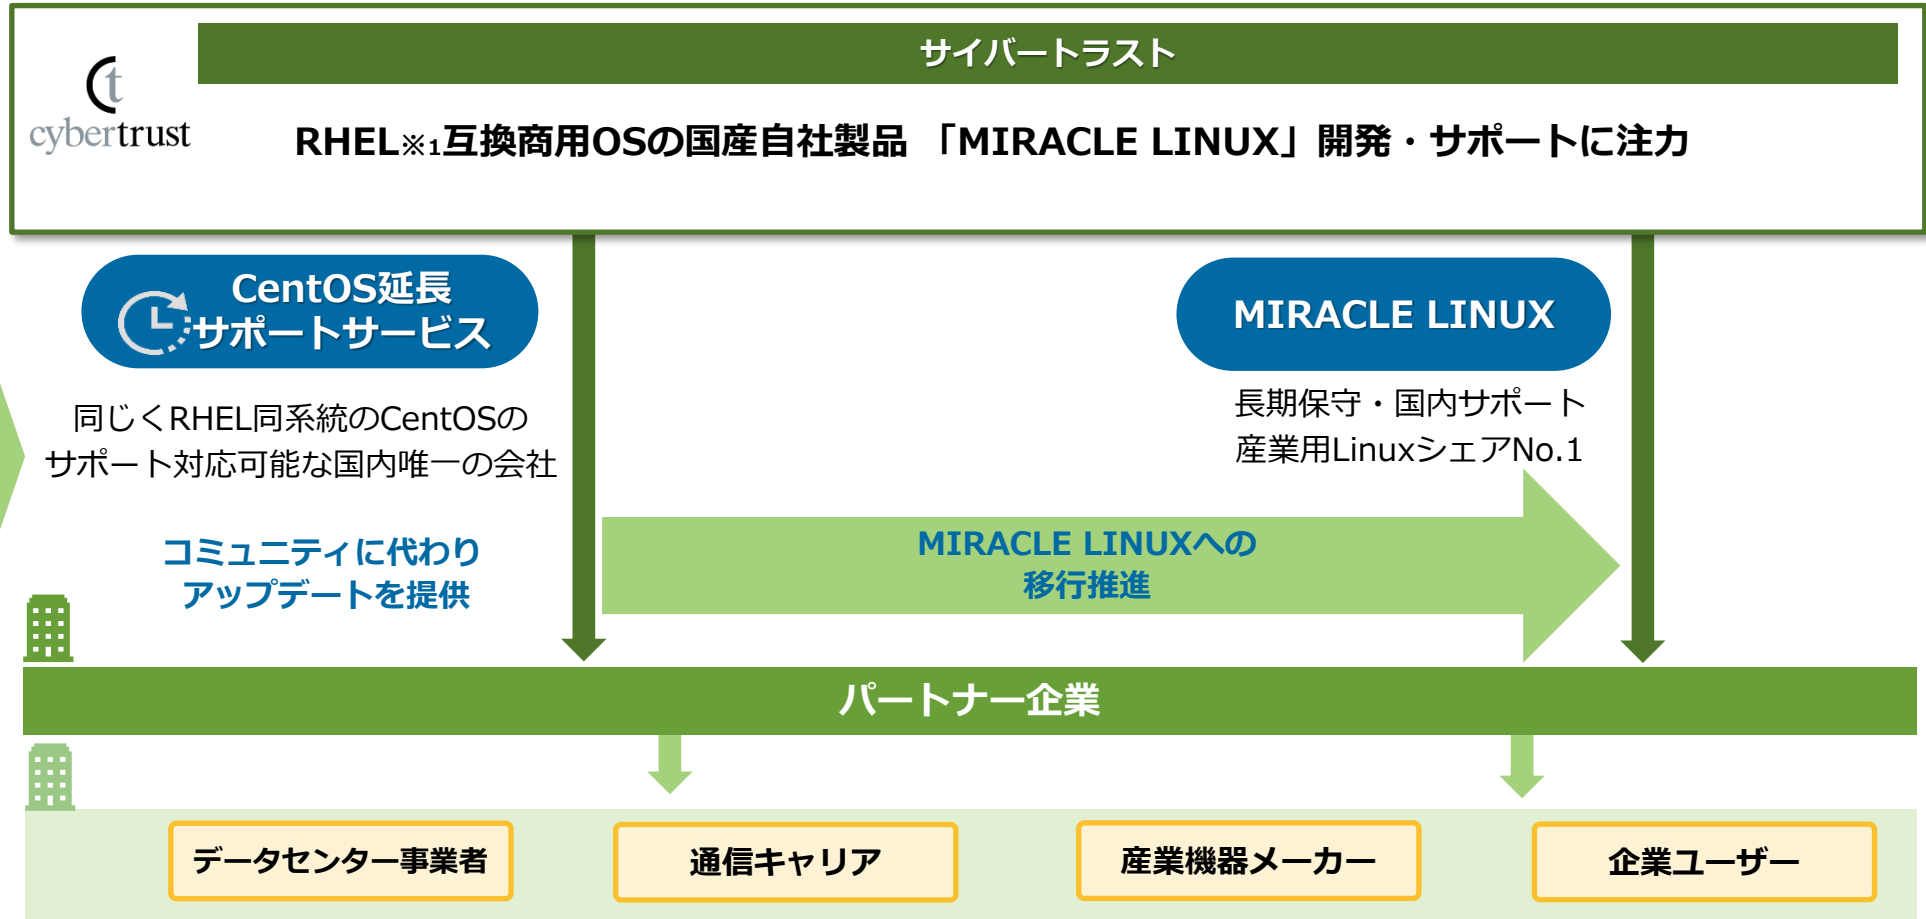 サイバートラスト
cybertrust
RHEL※1互換商用OSの国産自社製品 「MIRACLE LINUX」開発・サポートに注力
CentOS延長
サポートサービス
同じくRHEL同系統のCentOSの
サポート対応可能な国内唯一の会社
コミュニティに代わり
アップデートを提供
MIRACLE LINUX
長期保守・国内サポート
産業用LinuxシェアNo.1
MIRACLE LINUXへの
移行推進
パートナー企業
データセンター事業者
通信キャリア
産業機器メーカー
企業ユーザー